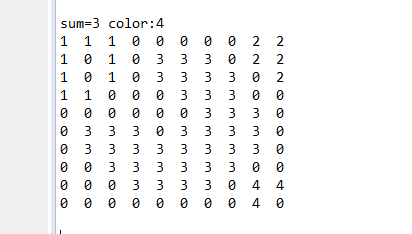 sum=3 color:4
1 1 1 0 0 0 0 0 2 2
1 0 1 0 3 3 3 0 2 2
1 0 1 0 3 3 3 3 0 2
1 1 0 0 0 3 3 3 0 0
0 0 0 0 0 0 3 3 3 0
0 3 3 3 0 3 3 3 3 0
0 3 3 3 3 3 3 3 3 0
0 0 3 3 3 3 3 3 0 0
0 0 0 3 3 3 3 0 4 4
0 0 0 0 0 0 0 0 4 0